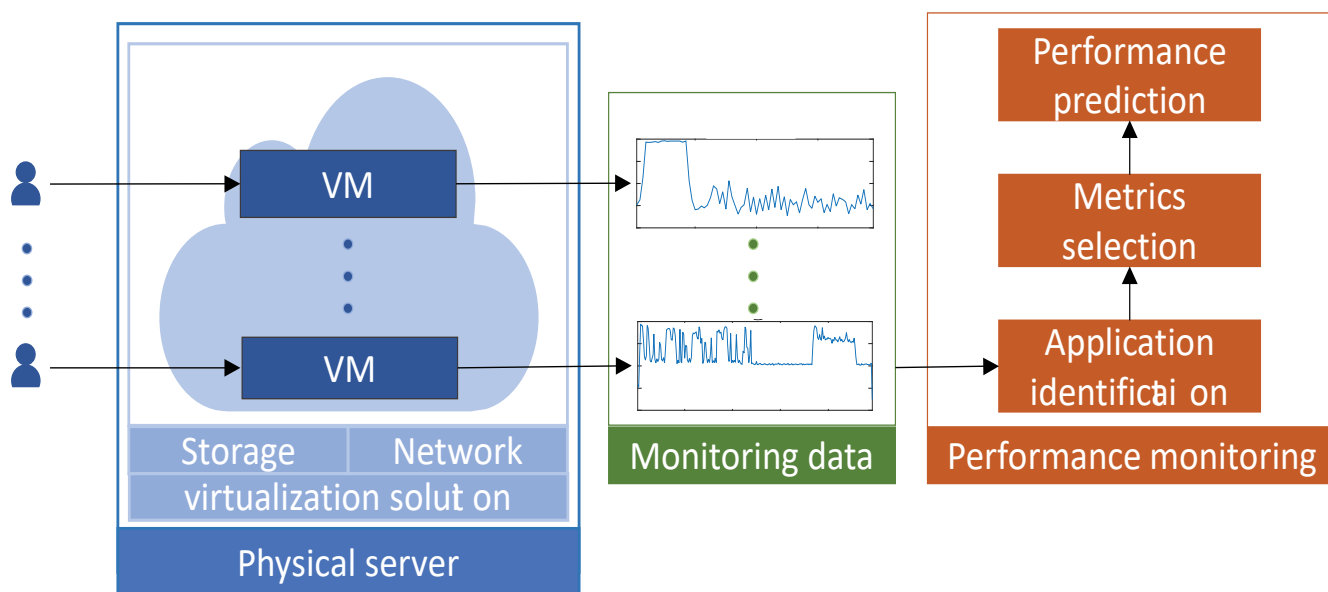 VM
VM
Storage
Network
virtualization solut on
Physical server
Monitoring data
Performance
prediction
Metrics
selection
Application
identificati on
Performance monitoring